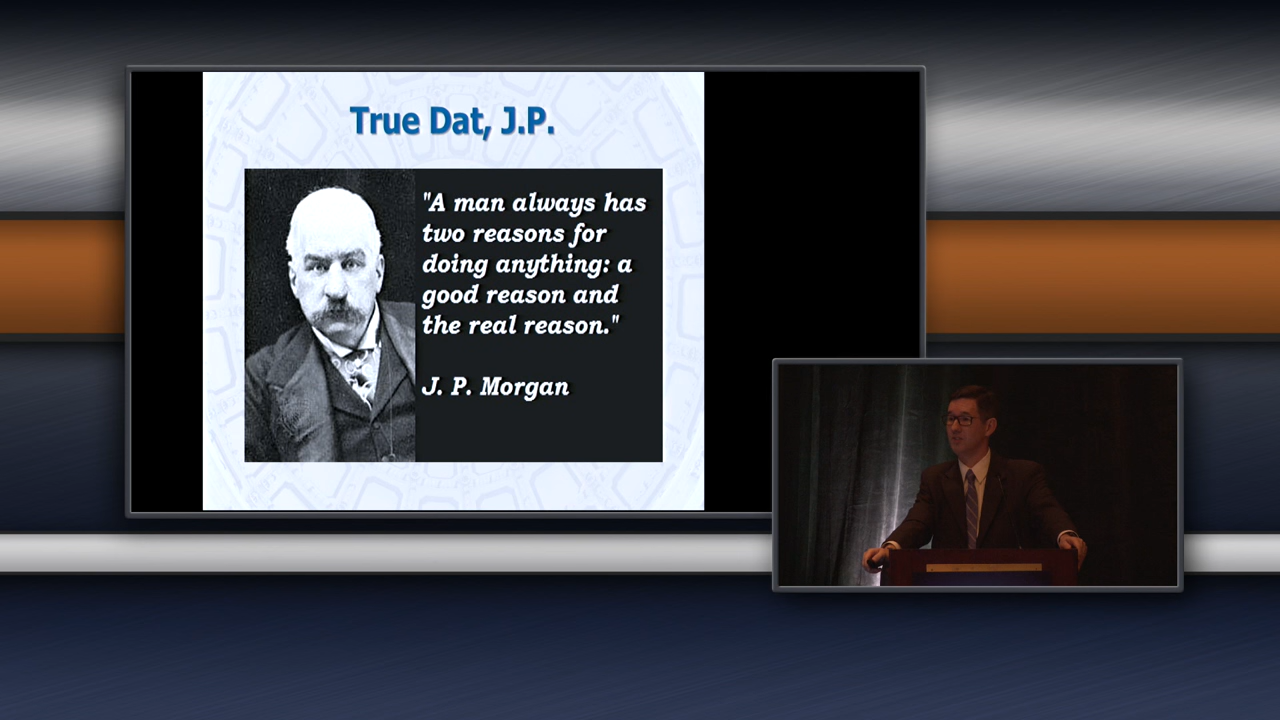 True Dat, J.P.
"A man always has
two reasons for
doing anything: a
good reason and
the real reason."
J. P. Morgan